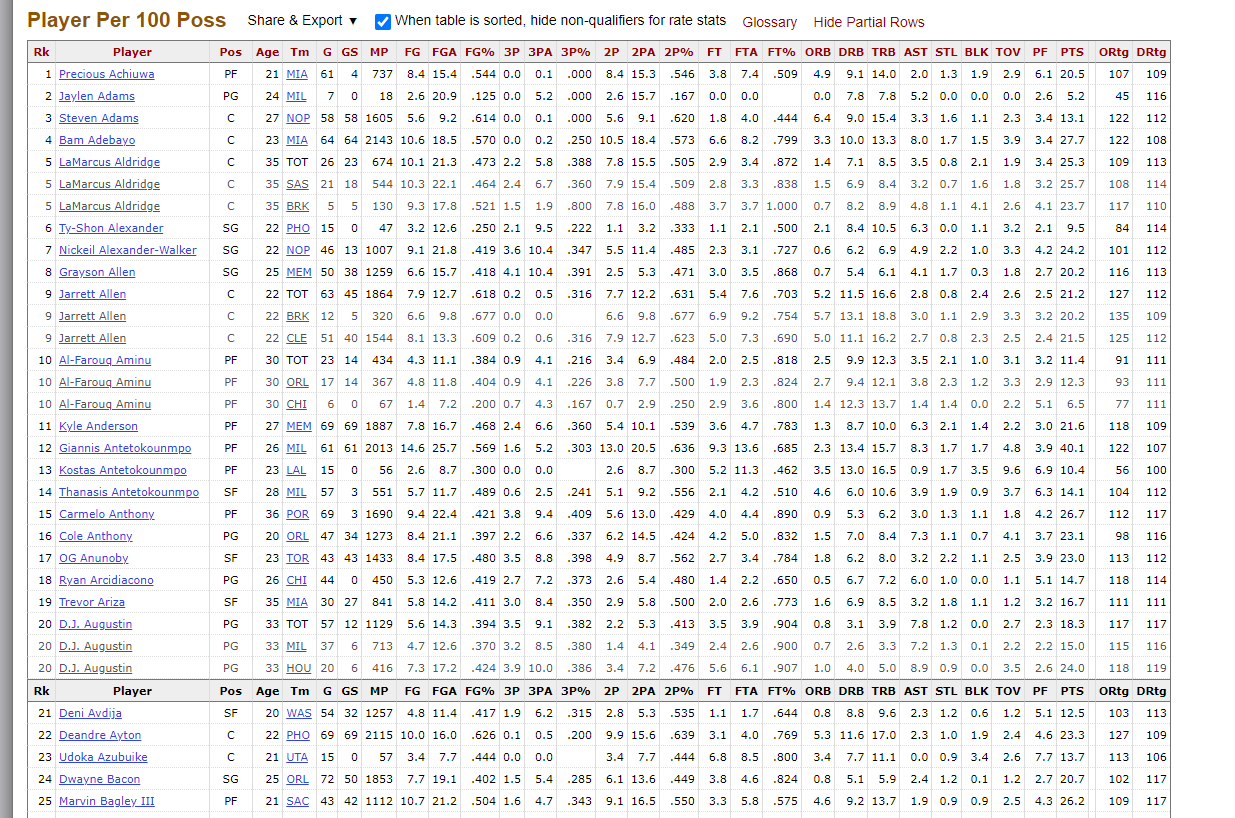 Player Per 100 Poss Share & Export ▼ When table is sorted, hide non-qualifiers for rate stats Glossary Hide Partial Rows
Rk Player Pos Age Tm G GS MP FG FGA FG% 3P 3PA 3P% 2P 2PA 2P% FT FTA FT% ORB DRB TRB AST STL BLK TOV PF PTS ORtg DRtg
1 Precious Achiuwa PF 21 MIA 61 4 737 8.4 15.4 .544 0.0 0.1 .000 8.4 15.3 .546 3.8 7.4 .509 4.9 9.1 14.0 2.0 1.3 1.9 2.9 6.1 20.5 107 109
2 Jaylen Adams PG 24 MIL 7 0 18 2.6 20.9 .125 0.0 5.2 .000 2.6 15.7 .167 0.0 0.0 0.0 7.8 7.8 5.2 0.0 0.0 0.0 2.6 5.2 45 116
3 Steven Adams C 27 NOP 58 58 1605 5.6 9.2 .614 0.0 0.1 .000 5.6 9.1 .620 1.8 4.0 .444 6.4 9.0 15.4 3.3 1.6 1.1 2.3 3.4 13.1 122 112
4 Bam Adebayo C 23 MIA 64 64 2143 10.6 18.5 .570 0.0 0.2 .250 10.5 18.4 .573 6.6 8.2 .799 3.3 10.0 13.3 8.0 1.7 1.5 3.9 3.4 27.7 122 108
5 LaMarcus Aldridge C 35 TOT 26 23 674 10.1 21.3 .473 2.2 5.8 .388 7.8 15.5 .505 2.9 3.4 .872 1.4 7.1 8.5 3.5 0.8 2.1 1.9 3.4 25.3 109 113
5 LaMarcus Aldridge C 35 SAS 21 18 544 10.3 22.1 .464 2.4 6.7 .360 7.9 15.4 .509 2.8 3.3 .838 1.5 6.9 8.4 3.2 0.7 1.6 1.8 3.2 25.7 108 114
5 LaMarcus Aldridge C 35 BRK 5 5 130 9.3 17.8 .521 1.5 1.9 .800 7.8 16.0 .488 3.7 3.7 1.000 0.7 8.2 8.9 4.8 1.1 4.1 2.6 4.1 23.7 117 110
6 Ty-Shon Alexander SG 22 PHO 15 0 47 3.2 12.6 .250 2.1 9.5 .222 1.1 3.2 .333 1.1 2.1 .500 2.1 8.4 10.5 6.3 0.0 1.1 3.2 2.1 9.5 84 114
7 Nickeil Alexander-Walker SG 22 NOP 46 13 1007 9.1 21.8 .419 3.6 10.4 .347 5.5 11.4 .485 2.3 3.1 .727 0.6 6.2 6.9 4.9 2.2 1.0 3.3 4.2 24.2 101 112
8 Grayson Allen SG 25 MEM 50 38 1259 6.6 15.7 .418 4.1 10.4 .391 2.5 5.3 .471 3.0 3.5 .868 0.7 5.4 6.1 4.1 1.7 0.3 1.8 2.7 20.2 116 113
9 Jarrett Allen C 22 TOT 63 45 1864 7.9 12.7 .618 0.2 0.5 .316 7.7 12.2 .631 5.4 7.6 .703 5.2 11.5 16.6 2.8 0.8 2.4 2.6 2.5 21.2 127 112
9 Jarrett Allen C 22 BRK 12 5 320 6.6 9.8 .677 0.0 0.0 6.6 9.8 .677 6.9 9.2 .754 5.7 13.1 18.8 3.0 1.1 2.9 3.3 3.2 20.2 135 109
9 Jarrett Allen C 22 CLE 51 40 1544 8.1 13.3 .609 0.2 0.6 .316 7.9 12.7 .623 5.0 7.3 .690 5.0 11.1 16.2 2.7 0.8 2.3 2.5 2.4 21.5 125 112
10 Al-Farouq Aminu PF 30 TOT 23 14 434 4.3 11.1 .384 0.9 4.1 .216 3.4 6.9 .484 2.0 2.5 .818 2.5 9.9 12.3 3.5 2.1 1.0 3.1 3.2 11.4 91 111
10 Al-Farouq Aminu PF 30 ORL 17 14 367 4.8 11.8 .404 0.9 4.1 .226 3.8 7.7 .500 1.9 2.3 .824 2.7 9.4 12.1 3.8 2.3 1.2 3.3 2.9 12.3 93 111
10 Al-Farouq Aminu PF 30 CHI 6 0 67 1.4 7.2 .200 0.7 4.3 .167 0.7 2.9 .250 2.9 3.6 .800 1.4 12.3 13.7 1.4 1.4 0.0 2.2 5.1 6.5 77 111
11 Kyle Anderson PF 27 MEM 69 69 1887 7.8 16.7 .468 2.4 6.6 .360 5.4 10.1 .539 3.6 4.7 .783 1.3 8.7 10.0 6.3 2.1 1.4 2.2 3.0 21.6 118 109
12 Giannis Antetokounmpo PF 26 MIL 61 61 2013 14.6 25.7 .569 1.6 5.2 .303 13.0 20.5 .636 9.3 13.6 .685 2.3 13.4 15.7 8.3 1.7 1.7 4.8 3.9 40.1 122 107
13 Kostas Antetokounmpo PF 23 LAL 15 0 56 2.6 8.7 .300 0.0 0.0 2.6 8.7 .300 5.2 11.3 .462 3.5 13.0 16.5 0.9 1.7 3.5 9.6 6.9 10.4 56 100
14 Thanasis Antetokounmpo SF 28 MIL 57 3 551 5.7 11.7 .489 0.6 2.5 .241 5.1 9.2 .556 2.1 4.2 .510 4.6 6.0 10.6 3.9 1.9 0.9 3.7 6.3 14.1 104 112
15 Carmelo Anthony PF 36 POR 69 3 1690 9.4 22.4 .421 3.8 9.4 .409 5.6 13.0 .429 4.0 4.4 .890 0.9 5.3 6.2 3.0 1.3 1.1 1.8 4.2 26.7 112 117
16 Cole Anthony PG 20 ORL 47 34 1273 8.4 21.1 .397 2.2 6.6 .337 6.2 14.5 .424 4.2 5.0 .832 1.5 7.0 8.4 7.3 1.1 0.7 4.1 3.7 23.1 98 116
17 OG Anunoby SF 23 TOR 43 43 1433 8.4 17.5 .480 3.5 8.8 .398 4.9 8.7 .562 2.7 3.4 .784 1.8 6.2 8.0 3.2 2.2 1.1 2.5 3.9 23.0 113 112
18 Ryan Arcidiacono PG 26 CHI 44 0 450 5.3 12.6 .419 2.7 7.2 .373 2.6 5.4 .480 1.4 2.2 .650 0.5 6.7 7.2 6.0 1.0 0.0 1.1 5.1 14.7 118 114
19 Trevor Ariza SF 35 MIA 30 27 841 5.8 14.2 .411 3.0 8.4 .350 2.9 5.8 .500 2.0 2.6 .773 1.6 6.9 8.5 3.2 1.8 1.1 1.2 3.2 16.7 111 111
20 D.J. Augustin PG 33 TOT 57 12 1129 5.6 14.3 .394 3.5 9.1 .382 2.2 5.3 .413 3.5 3.9 .904 0.8 3.1 3.9 7.8 1.2 0.0 2.7 2.3 18.3 117 117
20 D.J. Augustin PG 33 MIL 37 6 713 4.7 12.6 .370 3.2 8.5 .380 1.4 4.1 .349 2.4 2.6 .900 0.7 2.6 3.3 7.2 1.3 0.1 2.2 2.2 15.0 115 116
20 D.J. Augustin PG 33 HOU 20 6 416 7.3 17.2 .424 3.9 10.0 .386 3.4 7.2 .476 5.6 6.1 .907 1.0 4.0 5.0 8.9 0.9 0.0 3.5 2.6 24.0 118 119
Rk Player Pos Age Tm G GS MP FG FGA FG% 3P 3PA 3P% 2P 2PA 2P% FT FTA FT% ORB DRB TRB AST STL BLK TOV PF PTS ORtg DRtg
21 Deni Avdija SF 20 WAS 54 32 1257 4.8 11.4 .417 1.9 6.2 .315 2.8 5.3 .535 1.1 1.7 .644 0.8 8.8 9.6 2.3 1.2 0.6 1.2 5.1 12.5 103 113
22 Deandre Ayton C 22 PHO 69 69 2115 10.0 16.0 .626 0.1 0.5 .200 9.9 15.6 .639 3.1 4.0 .769 5.3 11.6 17.0 2.3 1.0 1.9 2.4 4.6 23.3 127 109
23 Udoka Azubuike C 21 UTA 15 0 57 3.4 7.7 .444 0.0 0.0 3.4 7.7 .444 6.8 8.5 .800 3.4 7.7 11.1 0.0 0.9 3.4 2.6 7.7 13.7 113 106
24 Dwayne Bacon SG 25 ORL 72 50 1853 7.7 19.1 .402 1.5 5.4 .285 6.1 13.6 .449 3.8 4.6 .824 0.8 5.1 5.9 2.4 1.2 0.1 1.2 2.7 20.7 102 117
25 Marvin Bagley III PF 21 SAC 43 42 1112 10.7 21.2 .504 1.6 4.7 .343 9.1 16.5 .550 3.3 5.8 .575 4.6 9.2 13.7 1.9 0.9 0.9 2.5 4.3 26.2 109 117